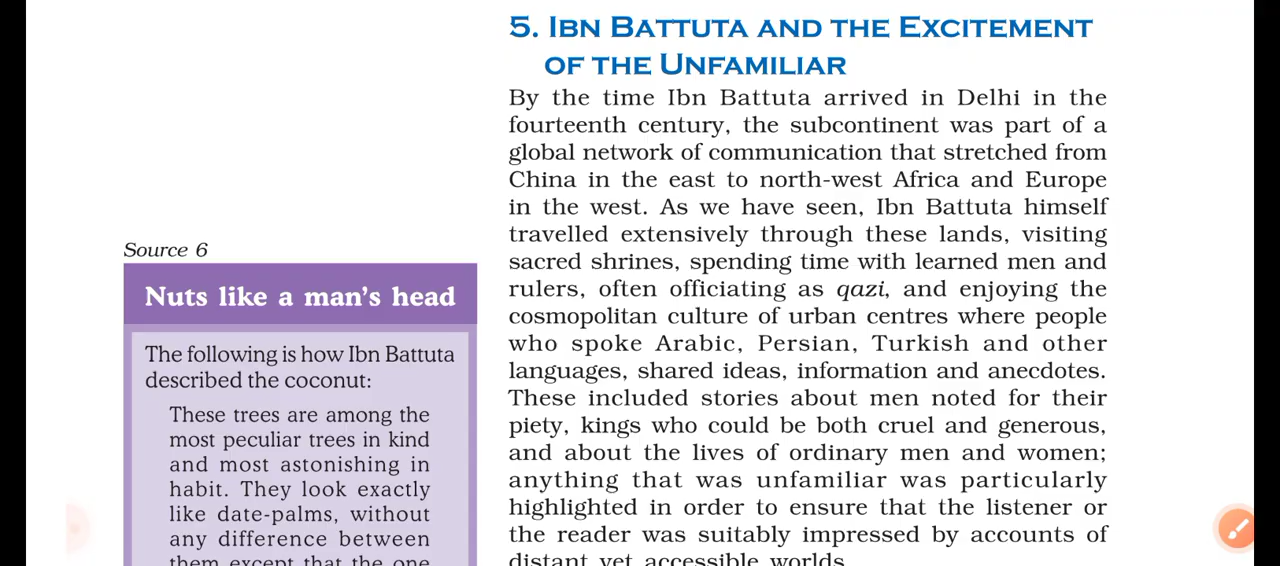 5. IBN BATTUTA AND THE EXCITEMENT
OF THE UNFAMILIAR
By the time Ibn Battuta arrived in Delhi in the
fourteenth century, the subcontinent was part of a
global network of communication that stretched from
China in the east to north-west Africa and Europe
in the west. As we have seen, Ibn Battuta himself
travelled extensively through these lands, visiting
sacred shrines, spending time with learned men and
rulers, often officiating as qazi, and enjoying the
cosmopolitan culture of urban centres where people
who spoke Arabic, Persian, Turkish and other
languages, shared ideas, information and anecdotes.
These included stories about men noted for their
piety, kings who could be both cruel and generous,
and about the lives of ordinary men and women;
anything that was unfamiliar was particularly
highlighted in order to ensure that the listener or
the reader was suitably impressed by accounts of
distant yet accessible worlds.
Source 6
Nuts like a man's head
The following is how Ibn Battuta
described the coconut:
These trees are among the
most peculiar trees in kind
and most astonishing in
habit. They look exactly
like date-palms, without
any difference between
them except that the one